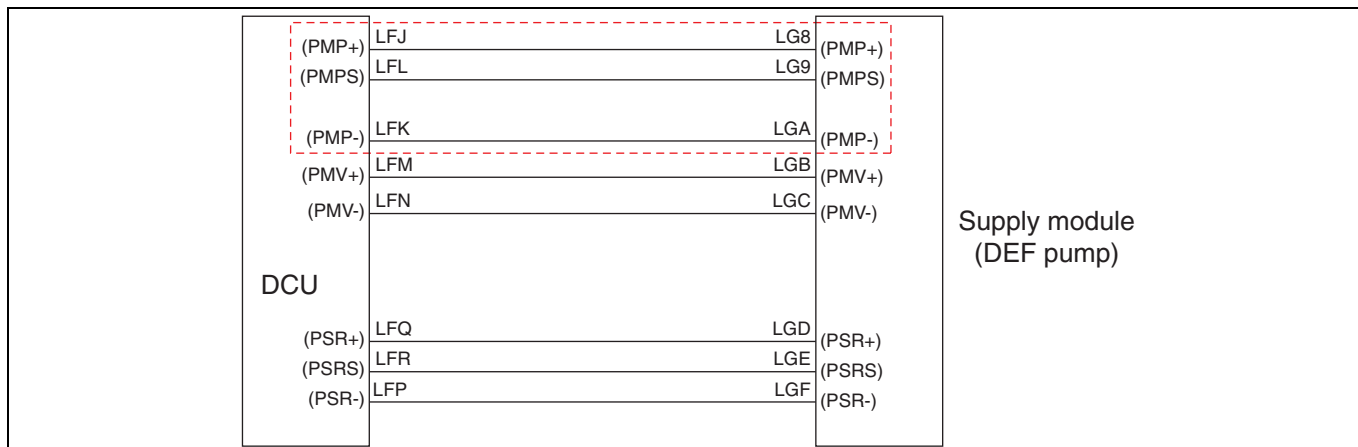 (PMP+) LFJ LG8 (PMP+)
(PMPS) LFL LG9 (PMPS)
(PMP-) LFK LGA (PMP-)
(PMV+) LFM LGB (PMV+)
(PMV-) LFN LGC (PMV-)
Supply module
(DEF pump)
DCU
(PSR+) LFQ LGD (PSR+)
(PSRS) LFR LGE (PSRS)
(PSR-) LFP LGF (PSR-)